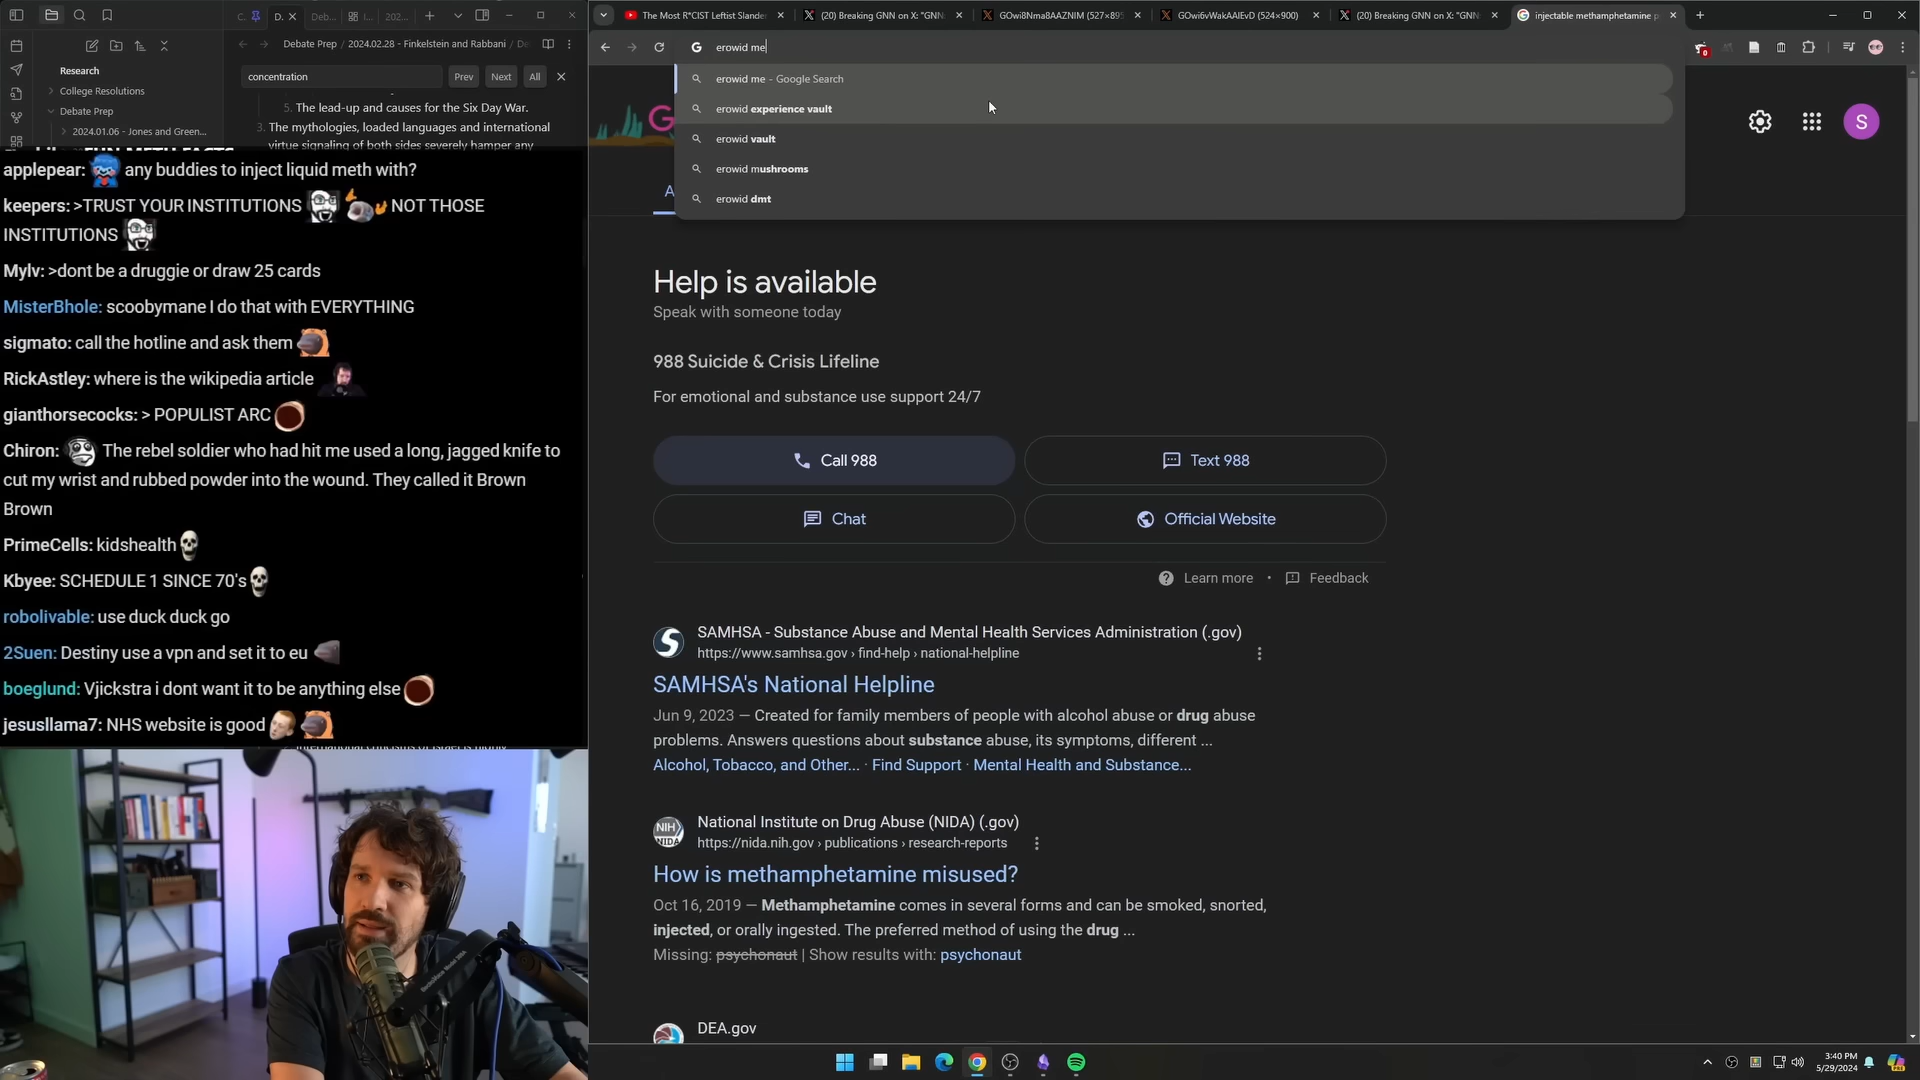 D...
Deb...
202...
Debate Prep / 2024.02.28 - Finkelstein and Rabbani /
concentration
Prev
Next
All
Research
College Resolutions
Debate Prep
2024.01.06 - Jones and Green...
5. The lead-up and causes for the Six Day War.
3. The mythologies, loaded languages and international
virtue signaling of both sides severely hamper any
applepear: any buddies to inject liquid meth with?
keepers: >TRUST YOUR INSTITUTIONS NOT THOSE
INSTITUTIONS
Mylv: >dont be a druggie or draw 25 cards
MisterBhole: scoobymane I do that with EVERYTHING
sigmato: call the hotline and ask them
RickAstley: where is the wikipedia article
gianthorsecocks: > POPULIST ARC
Chiron: The rebel soldier who had hit me used a long, jagged knife to
cut my wrist and rubbed powder into the wound. They called it Brown
Brown
PrimeCells: kidshealth
Kbyee: SCHEDULE 1 SINCE 70's
robolivable: use duck duck go
2Suen: Destiny use a vpn and set it to eu
boeglund: Vjickstra i dont want it to be anything else
jesusllama7: NHS website is good
The Most R*CIST Leftist Slander
(20) Breaking GNN on X: "GNN:
GOwi8Nma8AAZNIM (527×895
GOwi6vWakAAlEvD (524×900)
(20) Breaking GNN on X: "GNN
injectable methamphetamine p
erowid me
erowid me - Google Search
erowid experience vault
erowid vault
erowid mushrooms
erowid dmt
G
S
A
0
Help is available
Speak with someone today
988 Suicide & Crisis Lifeline
For emotional and substance use support 24/7
Call 988
Text 988
Chat
Official Website
Learn more • Feedback
SAMHSA - Substance Abuse and Mental Health Services Administration (.gov)
https://www.samhsa.gov › find-help › national-helpline
SAMHSA's National Helpline
Jun 9, 2023 — Created for family members of people with alcohol abuse or drug abuse
problems. Answers questions about substance abuse, its symptoms, different ...
Alcohol, Tobacco, and Other... · Find Support · Mental Health and Substance...
NIH
NIDA
National Institute on Drug Abuse (NIDA) (.gov)
https://nida.nih.gov › publications › research-reports
How is methamphetamine misused?
Oct 16, 2019 — Methamphetamine comes in several forms and can be smoked, snorted,
injected, or orally ingested. The preferred method of using the drug ...
Missing: psychonaut | Show results with: psychonaut
DEA.gov
3:40 PM
5/29/2024